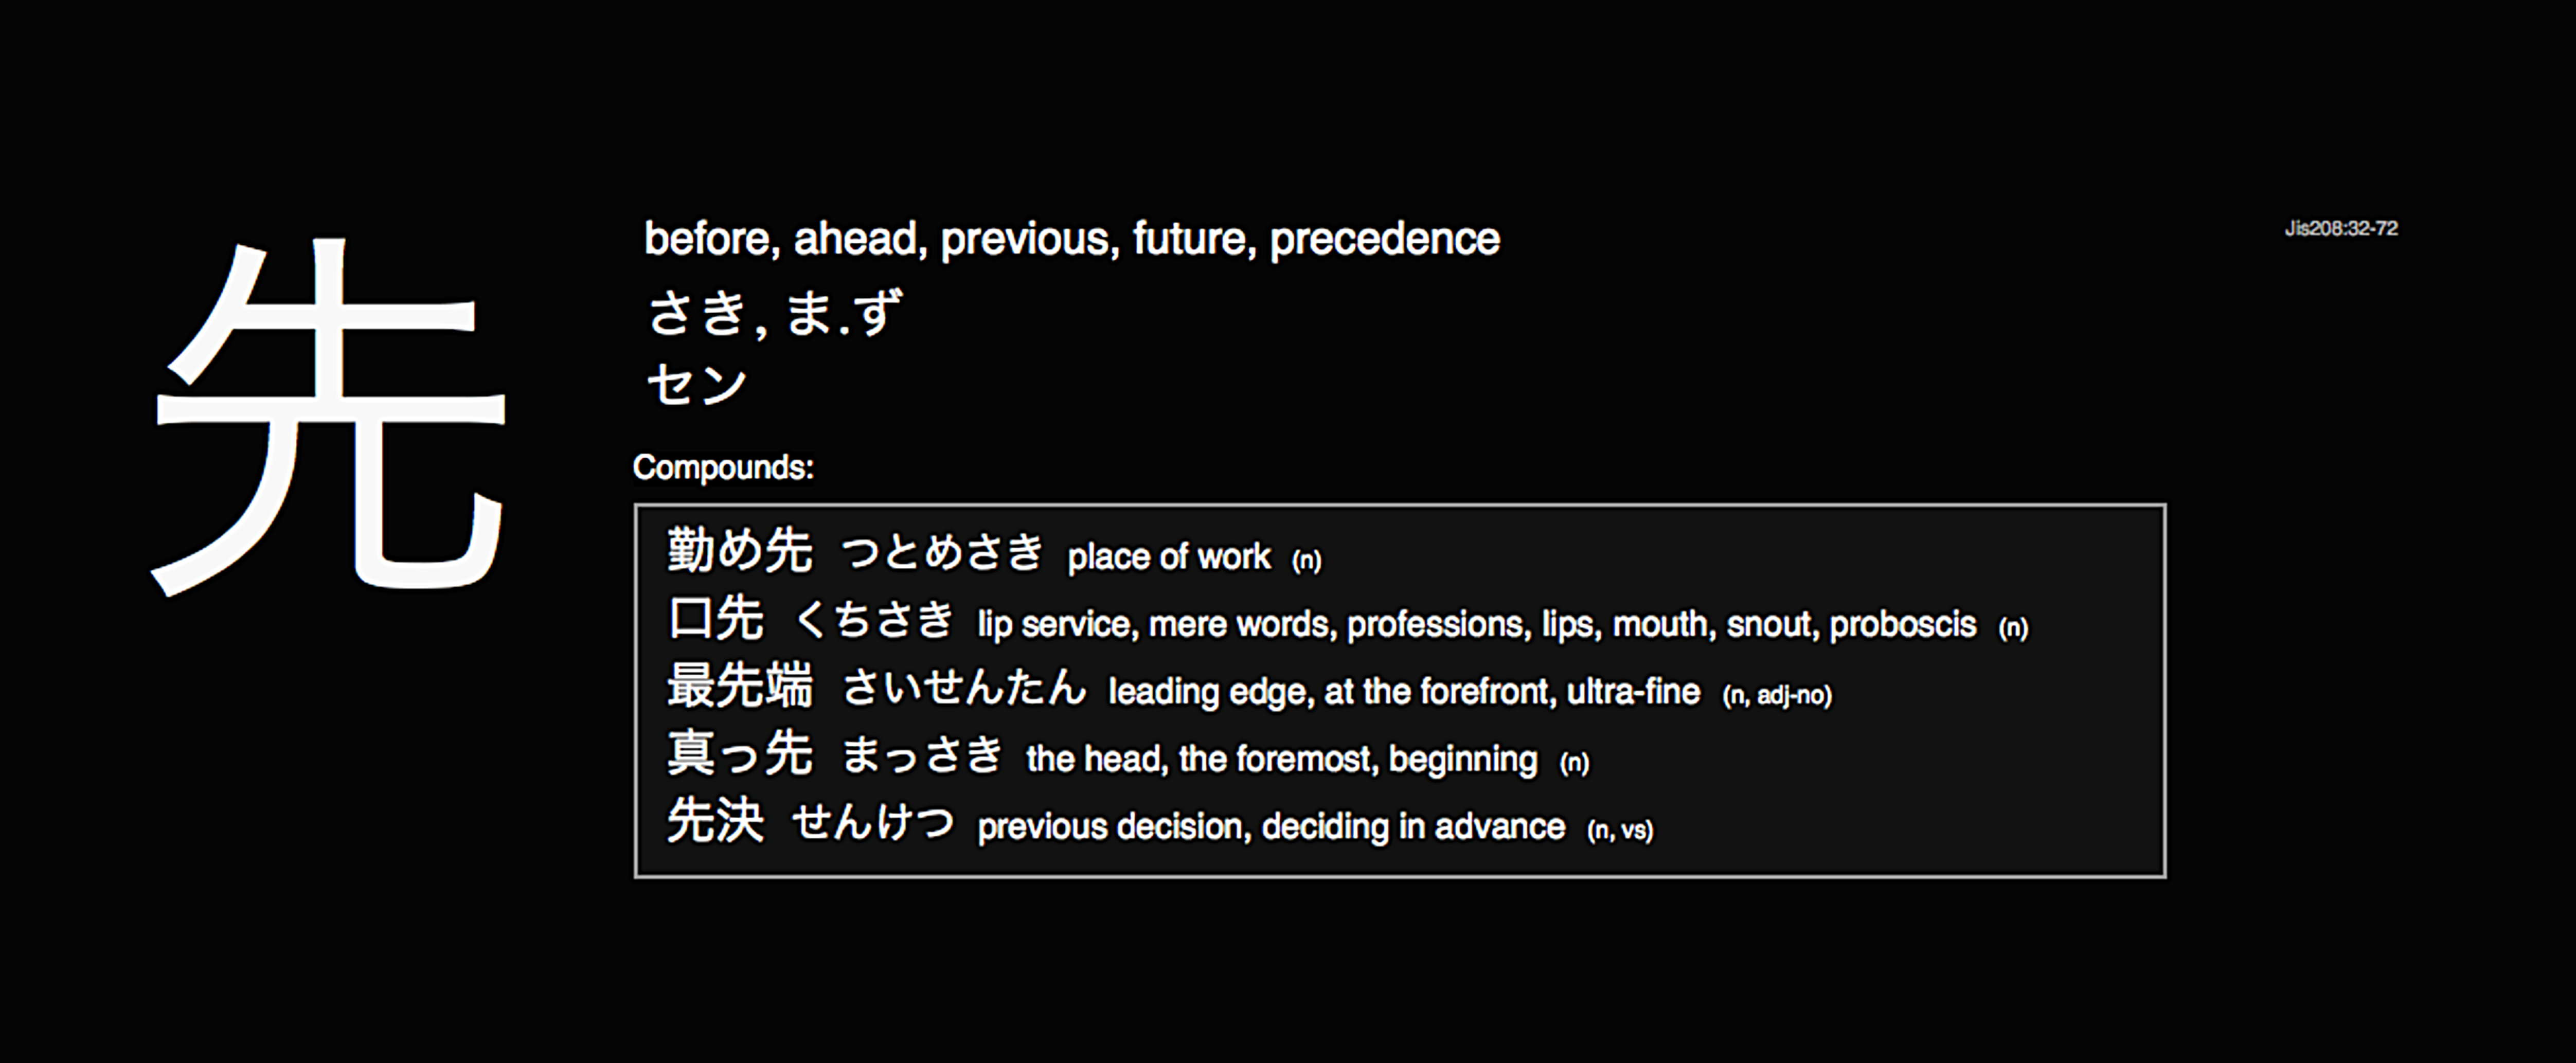 先
before, ahead, previous, future, precedence
Jis208:32-72
さき, ま.ず
セン
Compounds:
勤め先 つとめさき place of work (n)
口先 くちさき lip service, mere words, professions, lips, mouth, snout, proboscis (n)
最先端 さいせんたん leading edge, at the forefront, ultra-fine (n, adj-no)
真っ先 まっさき the head, the foremost, beginning (n)
先決 せんけつ previous decision, deciding in advance (n, vs)